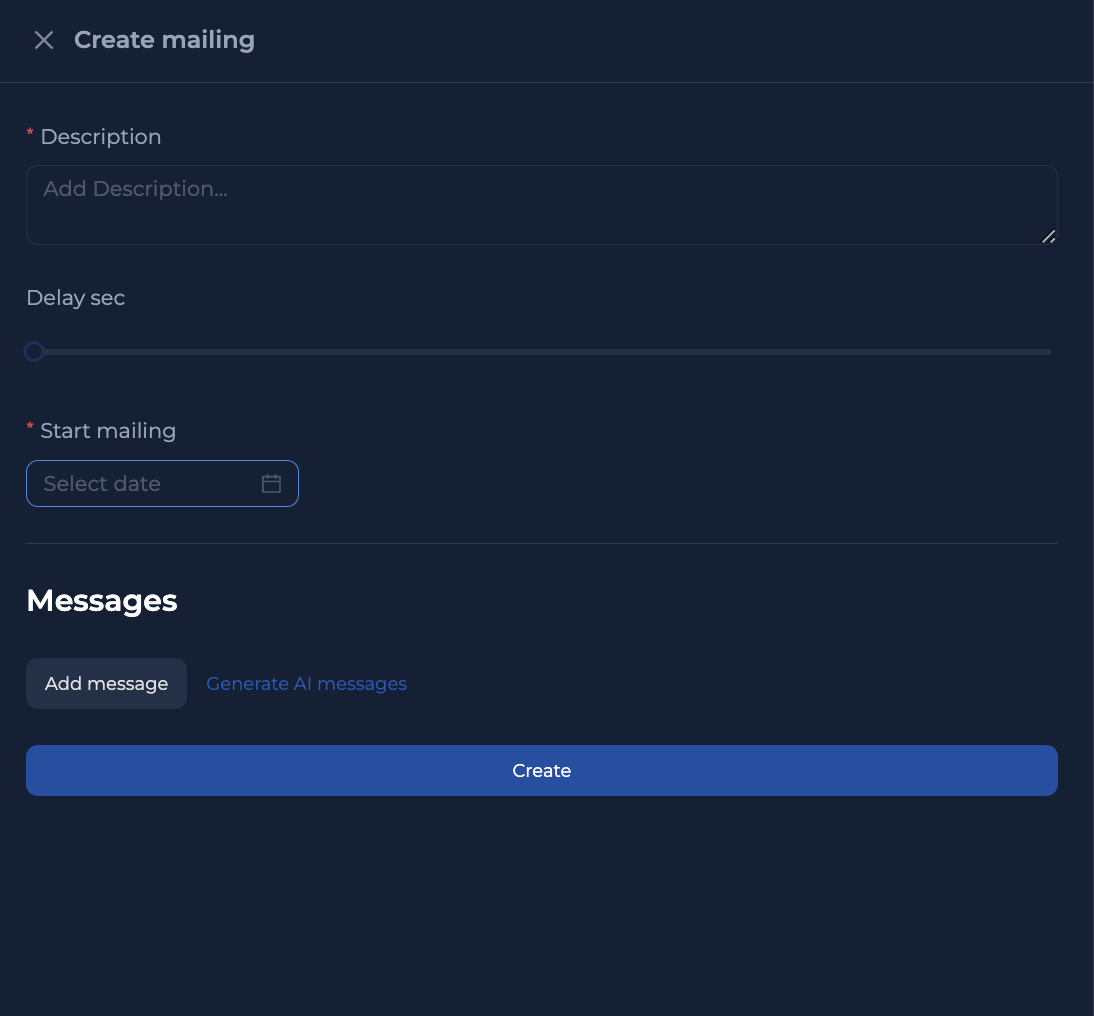 Create mailing
* Description
Add Description...
Delay sec
* Start mailing
Select date
Messages
Add message Generate AI messages
Create